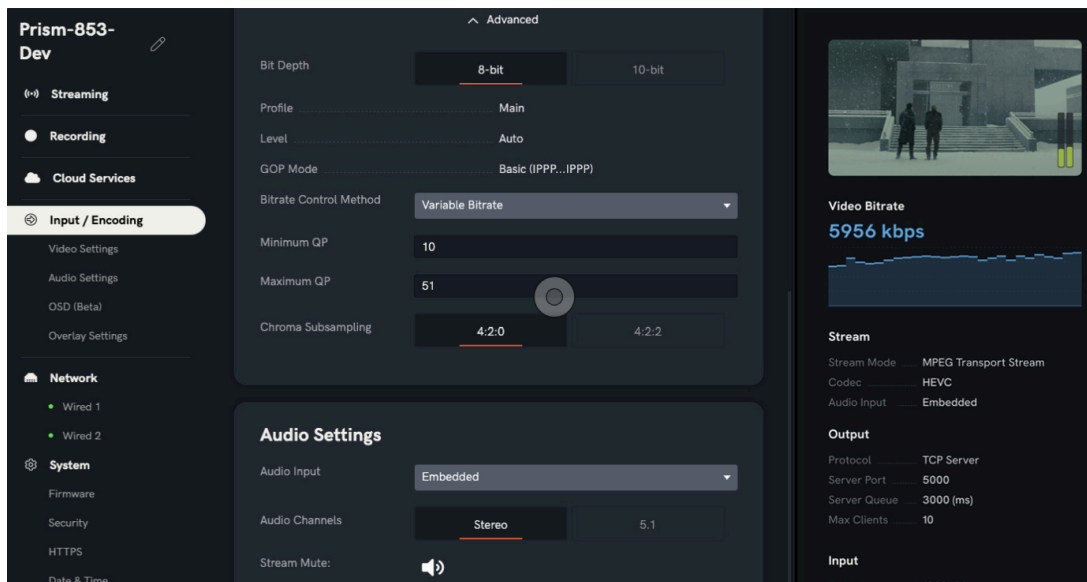 Prism-853-
Dev
Streaming
Recording
Cloud Services
Input / Encoding
Video Settings
Audio Settings
OSD (Beta)
Overlay Settings
Network
Wired 1
Wired 2
System
Firmware
Security
HTTPS
Date & Time
Advanced
Bit Depth 8-bit 10-bit
Profile Main
Level Auto
GOP Mode Basic (IPPP...IPPP)
Bitrate Control Method Variable Bitrate
Minimum QP 10
Maximum QP 51
Chroma Subsampling 4:2:0 4:2:2
Audio Settings
Audio Input Embedded
Audio Channels Stereo 5.1
Stream Mute:
Video Bitrate
5956 kbps
Stream
Stream Mode MPEG Transport Stream
Codec HEVC
Audio Input Embedded
Output
Protocol TCP Server
Server Port 5000
Server Queue 3000 (ms)
Max Clients 10
Input